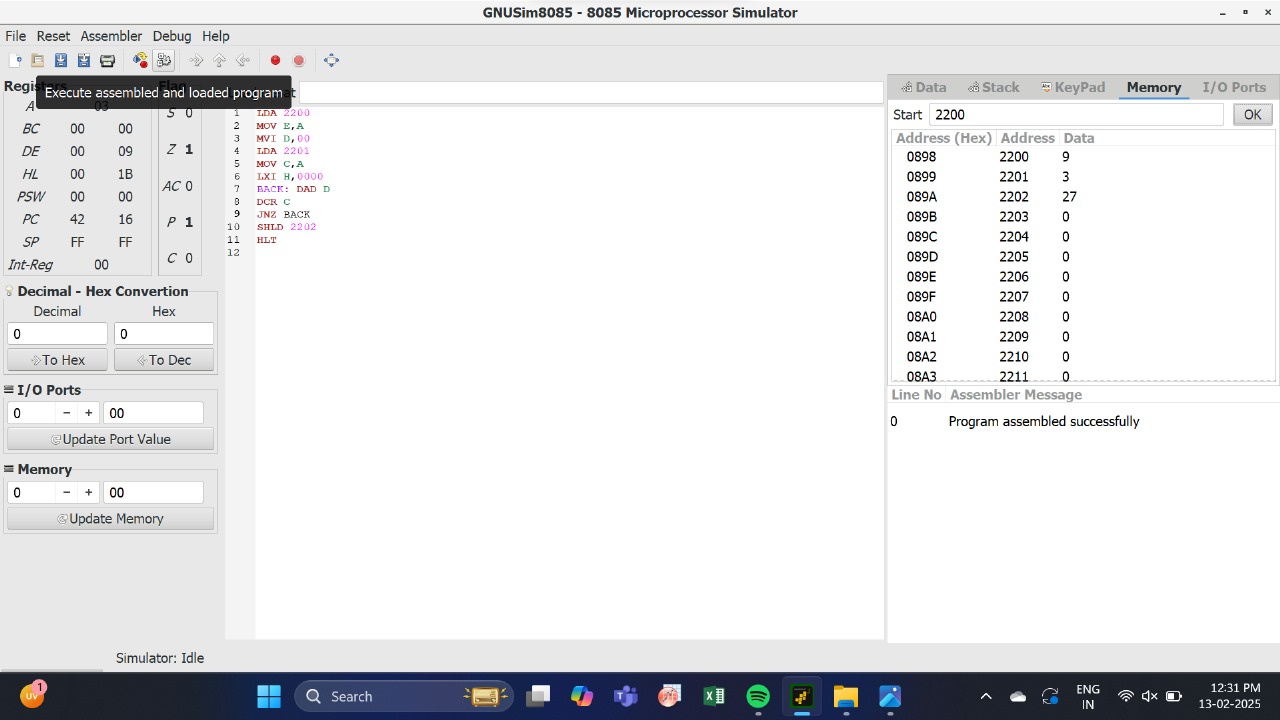 GNUSim8085 - 8085 Microprocessor Simulator
File Reset Assembler Debug Help
Execute assembled and loaded program
Registers
A 03
BC 00 00
DE 00 09
HL 00 1B
PSW 00 00
PC 42 16
SP FF FF
Int-Reg 00
Flag
S 0
Z 1
AC 0
P 1
C 0
Decimal - Hex Convertion
Decimal Hex
0 0
To Hex To Dec
I/O Ports
0 - + 00
Update Port Value
Memory
0 - + 00
Update Memory
1 LDA 2200
2 MOV E,A
3 MVI D,00
4 LDA 2201
5 MOV C,A
6 LXI H,0000
7 BACK: DAD D
8 DCR C
9 JNZ BACK
10 SHLD 2202
11 HLT
12
Data Stack KeyPad Memory I/O Ports
Start 2200 OK
Address (Hex) Address Data
0898 2200 9
0899 2201 3
089A 2202 27
089B 2203 0
089C 2204 0
089D 2205 0
089E 2206 0
089F 2207 0
08A0 2208 0
08A1 2209 0
08A2 2210 0
08A3 2211 0
Line No Assembler Message
0 Program assembled successfully
Simulator: Idle
UV 1
Search
ENG
IN
12:31 PM
13-02-2025